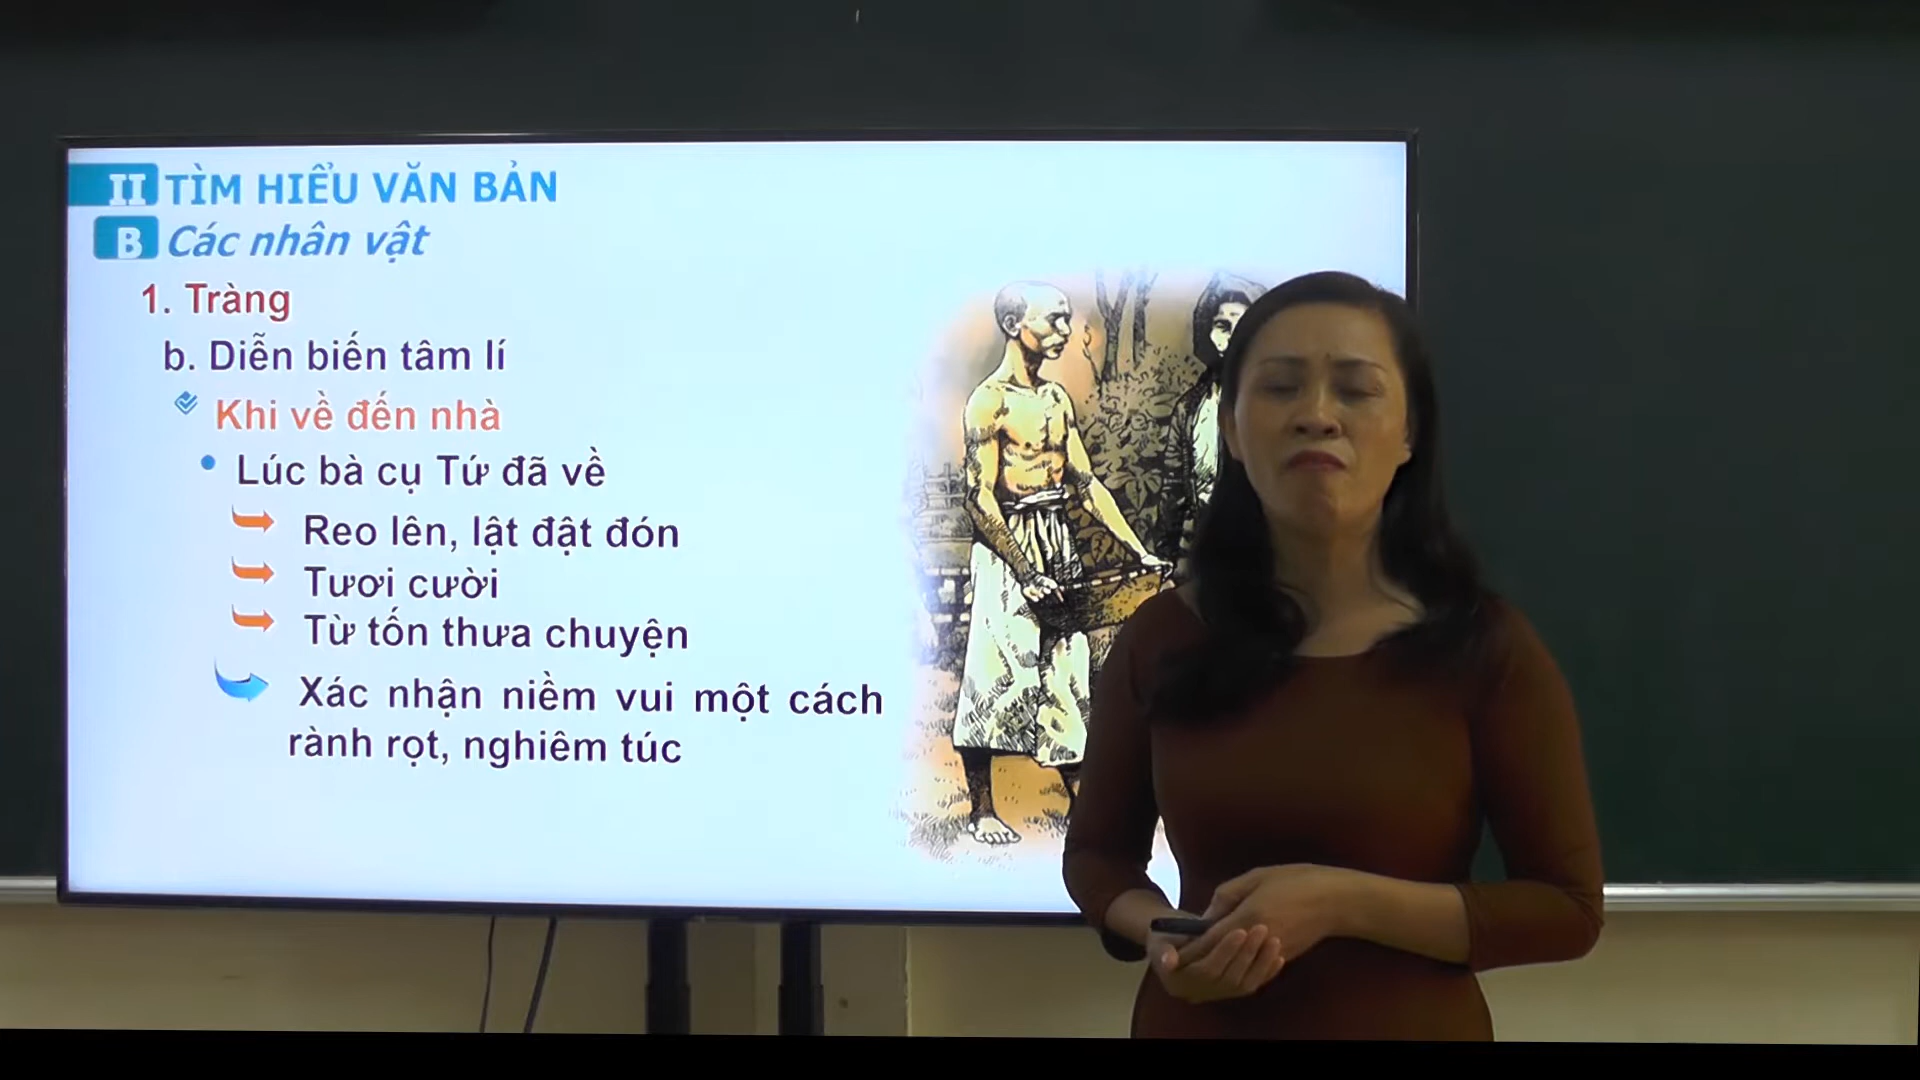 II TÌM HIỂU VĂN BẢN
B Các nhân vật
1. Tràng
b. Diễn biến tâm lí
Khi về đến nhà
• Lúc bà cụ Tứ đã về
Reo lên, lật đật đón
Tươi cười
Từ tốn thưa chuyện
Xác nhận niềm vui một cách
rành rọt, nghiêm túc